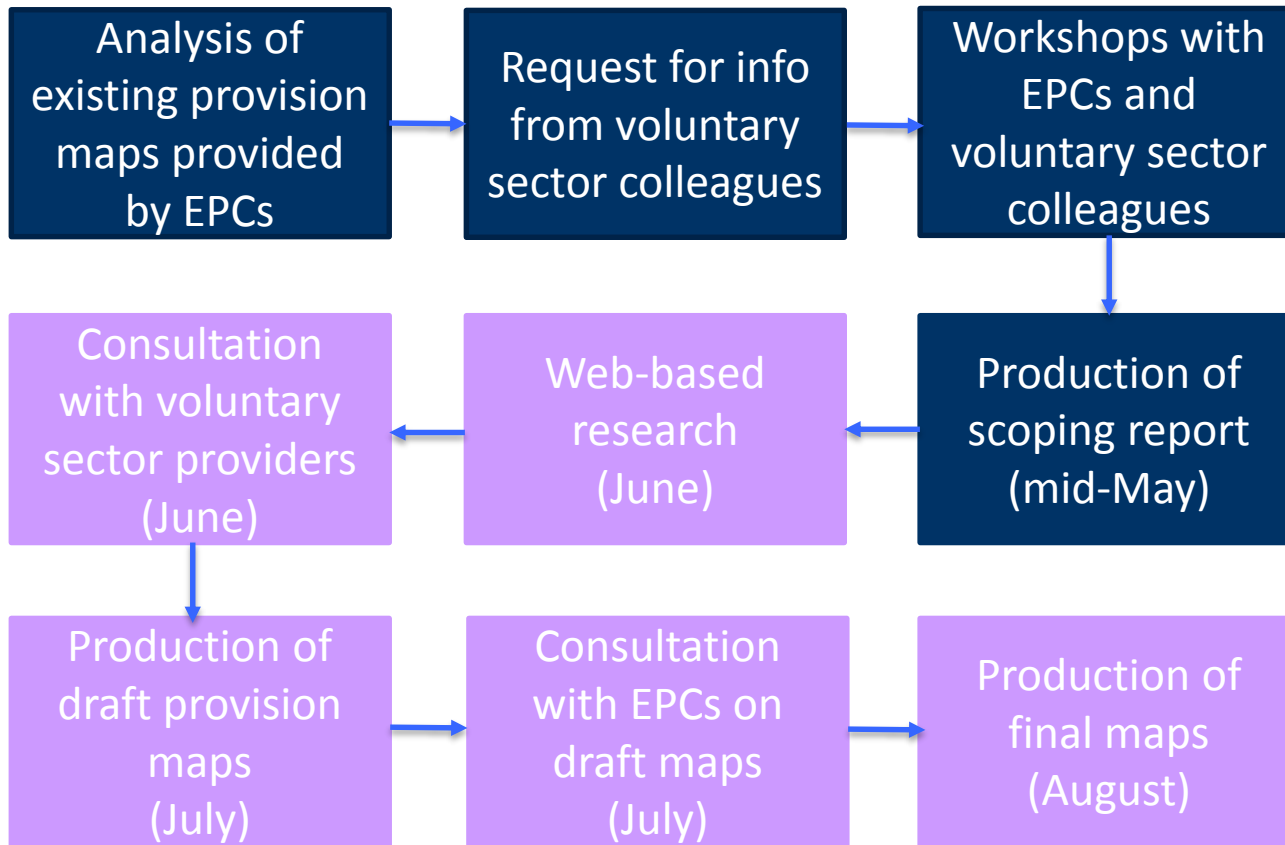 Analysis of
existing provision
maps provided
by EPCs
Request for info
from voluntary
sector colleagues
Workshops with
EPCs and
voluntary sector
colleagues
Production of
scoping report
(mid-May)
Web-based
research
(June)
Consultation
with voluntary
sector providers
(June)
Production of
draft provision
maps
(July)
Consultation
with EPCs on
draft maps
(July)
Production of
final maps
(August)